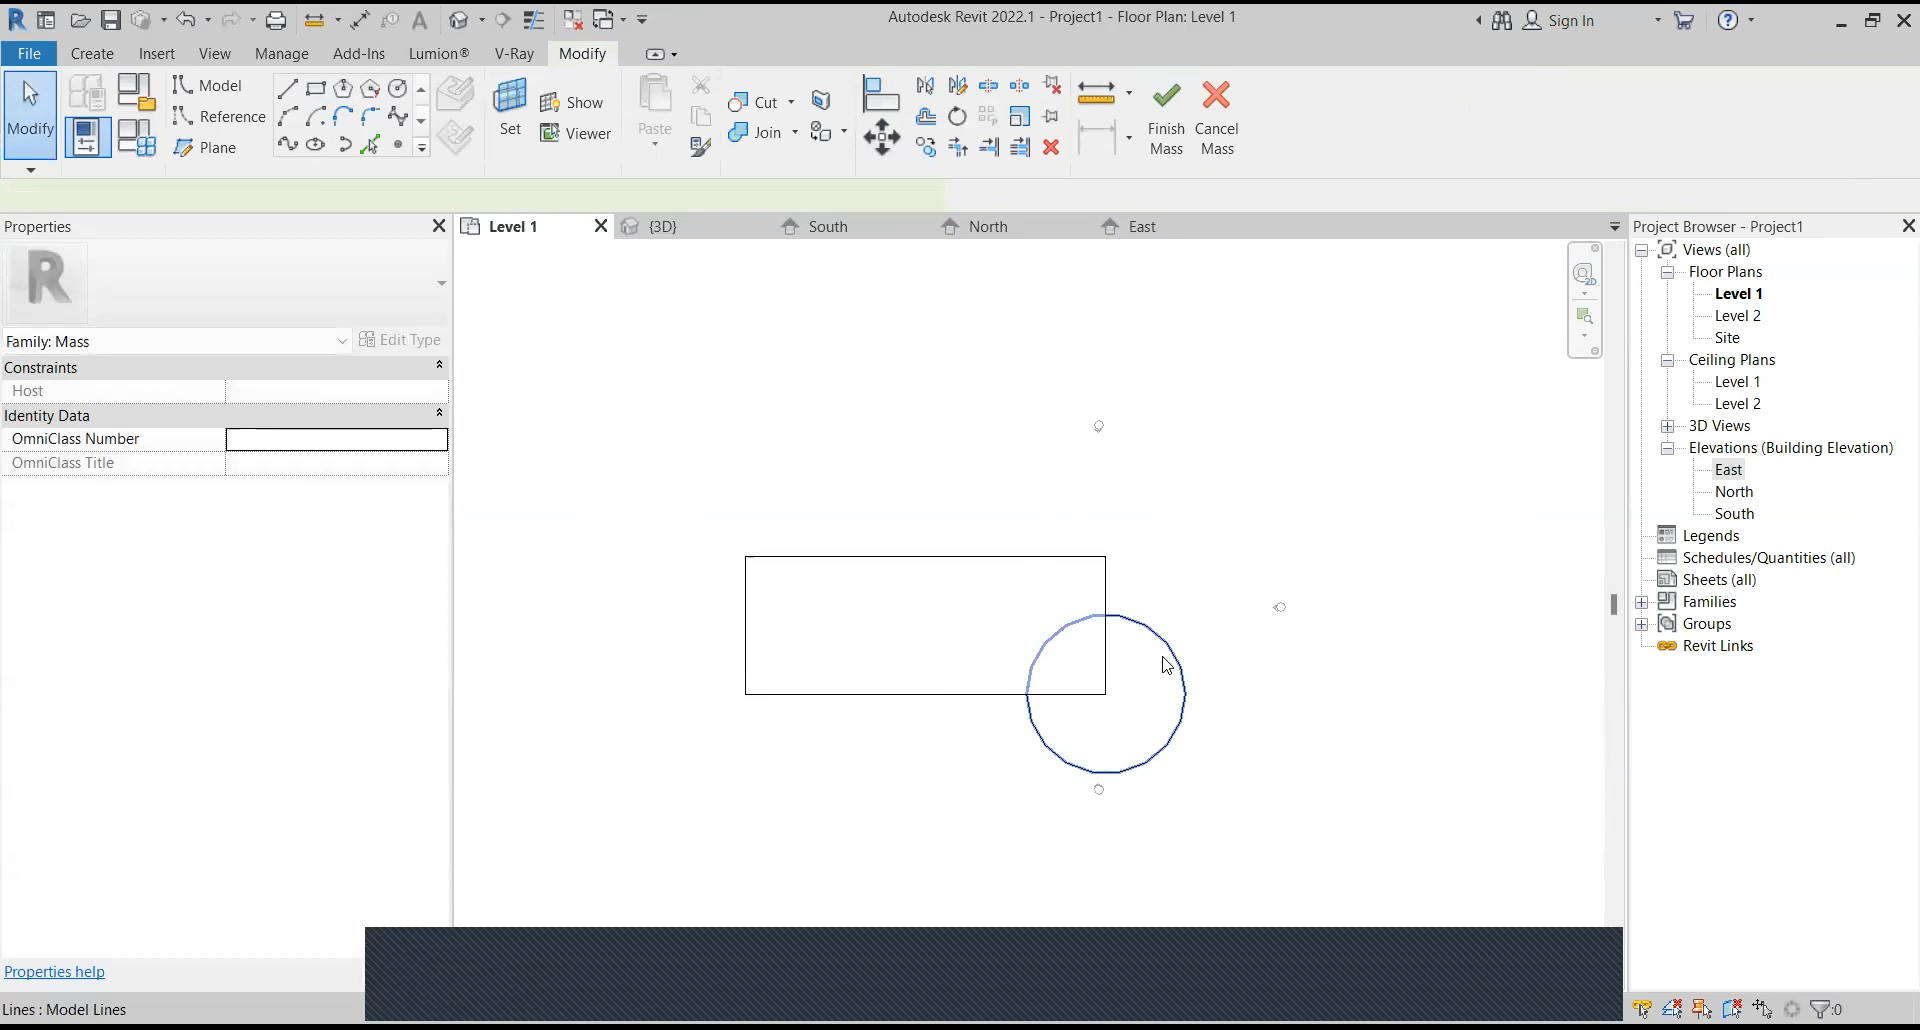 Autodesk Revit 2022.1 - Project1 - Floor Plan: Level 1
Sign In
File Create Insert View Manage Add-Ins Lumion® V-Ray Modify
Modify
Model
Reference
Plane
Set
Show
Viewer
Paste
Cut
Join
Finish Mass
Cancel Mass
Properties
Level 1 {3D} South North East
Project Browser - Project1
Family: Mass
Edit Type
Constraints
Host
Identity Data
OmniClass Number
OmniClass Title
Properties help
Lines : Model Lines
2D
Views (all)
Floor Plans
Level 1
Level 2
Site
Ceiling Plans
Level 1
Level 2
3D Views
Elevations (Building Elevation)
East
North
South
Legends
Schedules/Quantities (all)
Sheets (all)
Families
Groups
Revit Links
:0